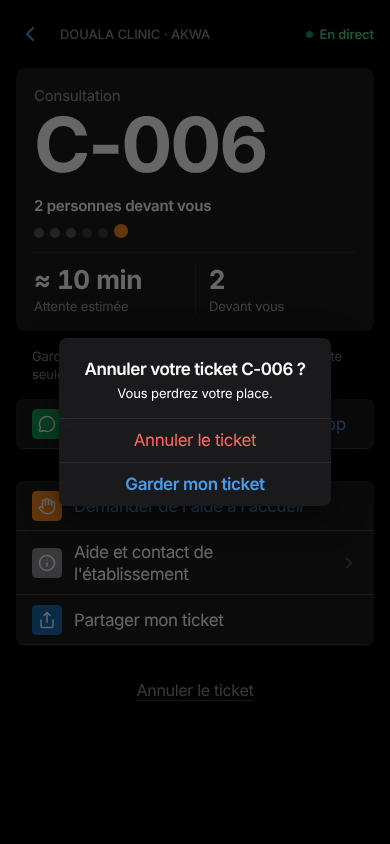 DOUALA CLINIC · AKWA
En direct
Consultation
C-006
2 personnes devant vous
≈ 10 min
Attente estimée
2
Devant vous
Annuler votre ticket C-006 ?
Vous perdrez votre place.
Annuler le ticket
Garder mon ticket
Demander de l'aide à l'accueil
Aide et contact de
l'établissement
Partager mon ticket
Annuler le ticket